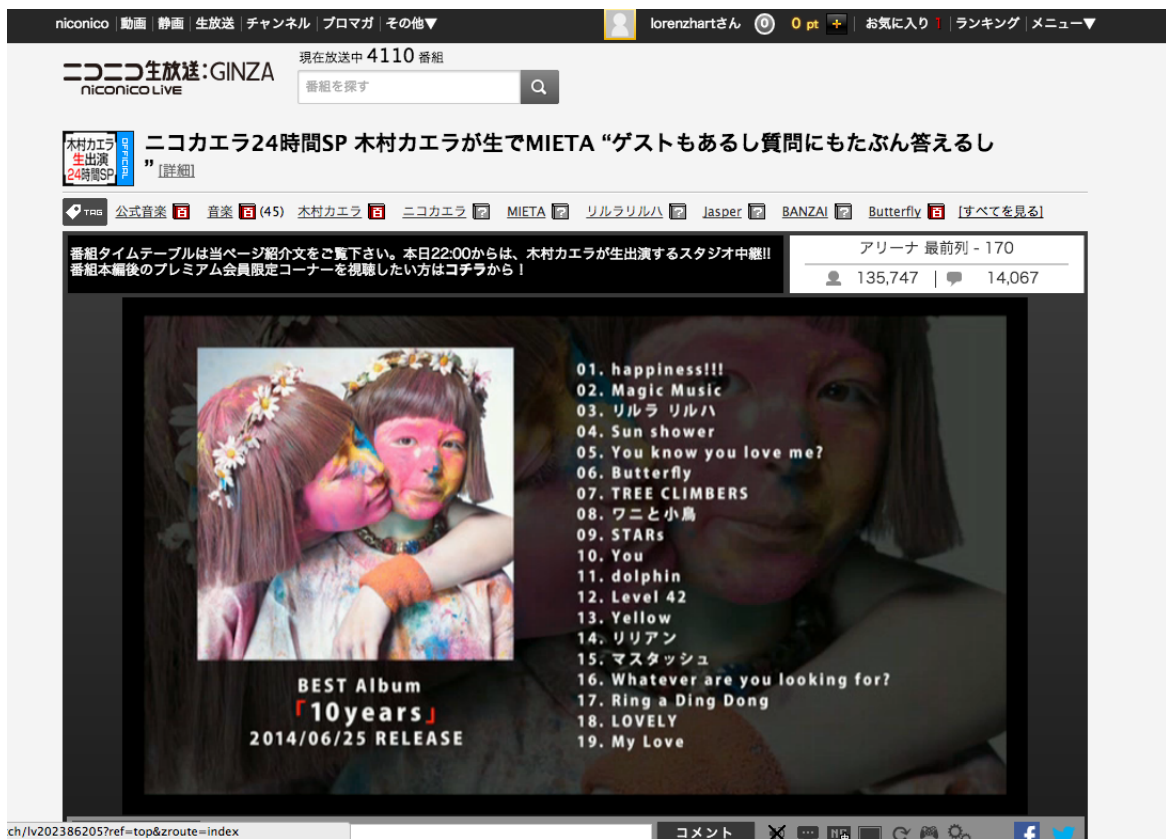 niconico 動画 静画 生放送 チャンネル ブロマガ その他▼ lorenzhartさん 0 0 pt + お気に入り 1 ランキング メニュー▼
現在放送中 4110 番組
ニコニコ生放送:GINZA
niconico LIVE
番組を探す
木村カエラ
生出演
24時間SP
OFFICIAL
ニコカエラ24時間SP 木村カエラが生でMIETA “ゲストもあるし質問にもたぶん答えるし
” [詳細]
TAG 公式音楽 百 音楽 百 (45) 木村カエラ 百 ニコカエラ ? MIETA ? リルラリルハ ? Jasper ? BANZAI ? Butterfly 百 [すべてを見る]
番組タイムテーブルは当ページ紹介文をご覧下さい。本日22:00からは、木村カエラが生出演するスタジオ中継!!
番組本編後のプレミアム会員限定コーナーを視聴したい方はコチラから！
アリーナ 最前列 - 170
135,747 | 14,067
01. happiness!!!
02. Magic Music
03. リルラ リルハ
04. Sun shower
05. You know you love me?
06. Butterfly
07. TREE CLIMBERS
08. ワニと小鳥
09. STARs
10. You
11. dolphin
12. Level 42
13. Yellow
14. リリアン
15. マスタッシュ
16. Whatever are you looking for?
17. Ring a Ding Dong
18. LOVELY
19. My Love
BEST Album
「10years」
2014/06/25 RELEASE
ch/lv202386205?ref=top&zroute=index
コメント